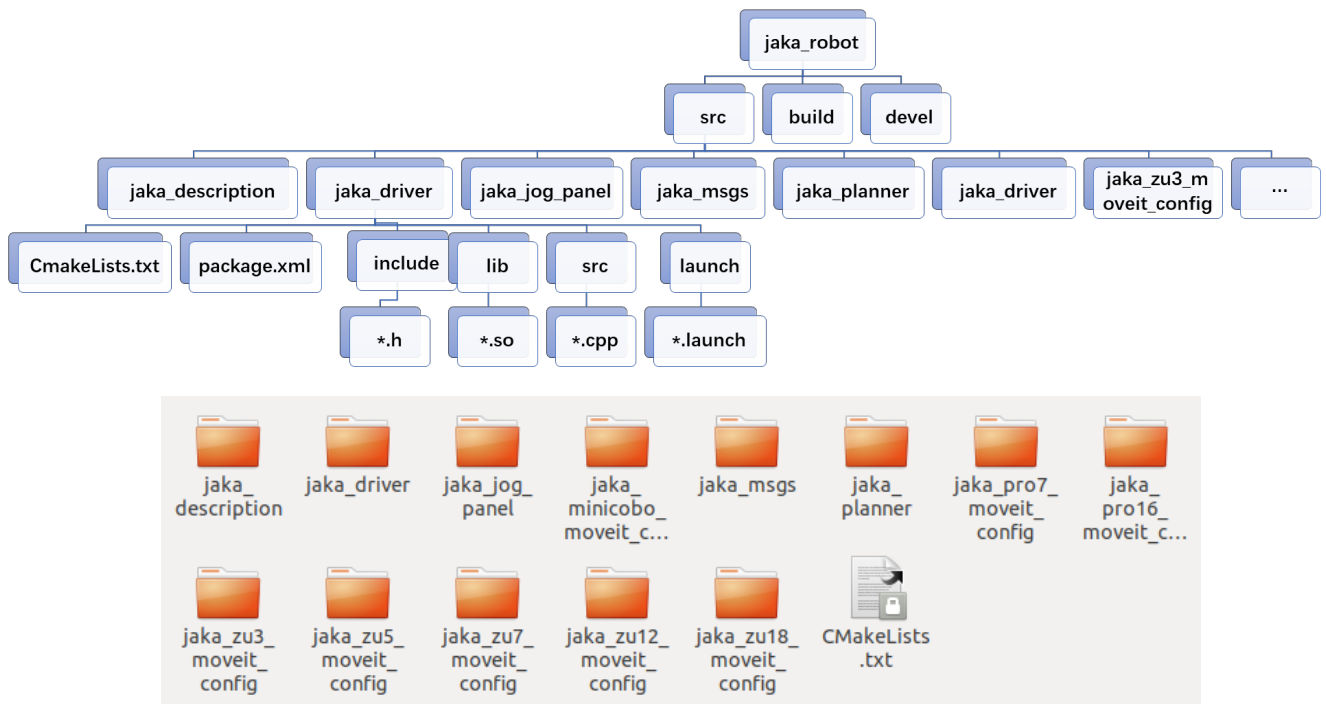 jaka_robot
src
build
devel
jaka_description
jaka_driver
jaka_jog_panel
jaka_msgs
jaka_planner
jaka_driver
jaka_zu3_m
oveit_config
...
CmakeLists.txt
package.xml
include
lib
src
launch
*.h
*.so
*.cpp
*.launch
jaka_
description
jaka_driver
jaka_jog_
panel
jaka_
minicobo_
moveit_c...
jaka_msgs
jaka_
planner
jaka_pro7_
moveit_
config
jaka_
pro16_
moveit_c...
jaka_zu3_
moveit_
config
jaka_zu5_
moveit_
config
jaka_zu7_
moveit_
config
jaka_zu12_
moveit_
config
jaka_zu18_
moveit_
config
CMakeLists
.txt